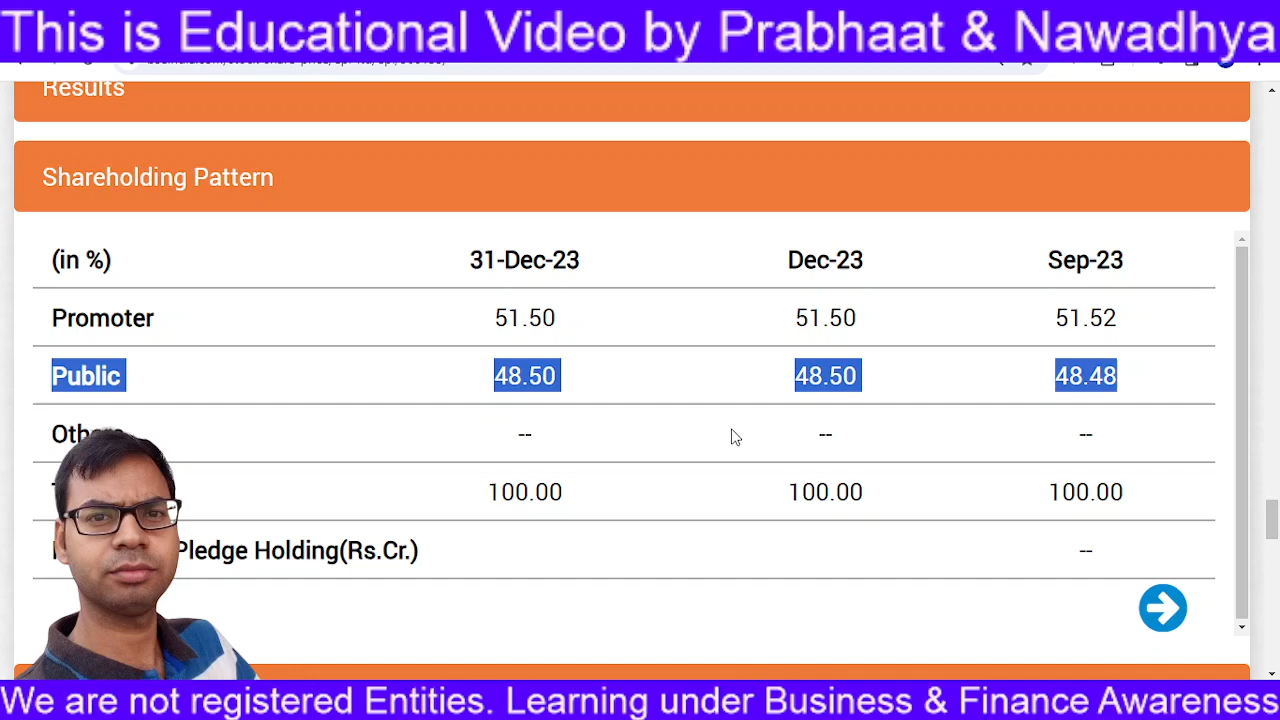 This is Educational Video by Prabhaat & Nawadhya
Results
Shareholding Pattern
(in %) 31-Dec-23 Dec-23 Sep-23
Promoter 51.50 51.50 51.52
Public 48.50 48.50 48.48
Others -- -- --
100.00 100.00 100.00
Pledge Holding(Rs.Cr.) --
We are not registered Entities. Learning under Business & Finance Awareness